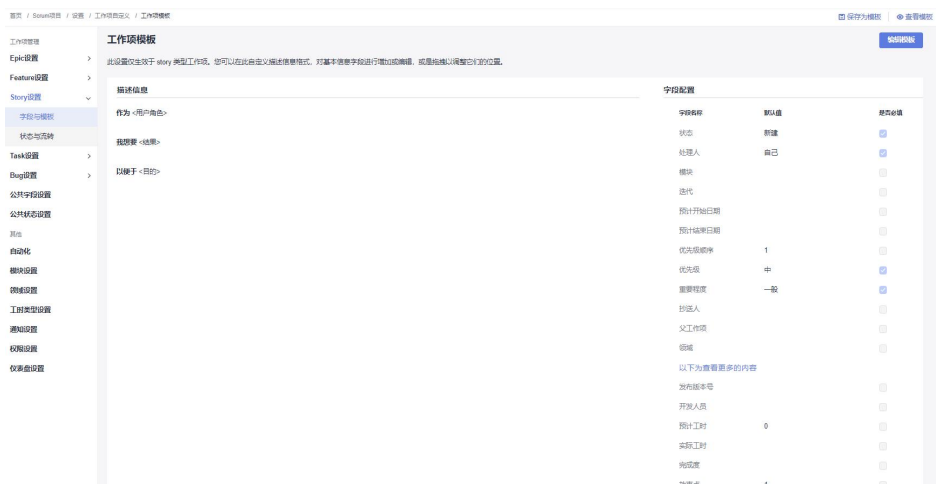 首页 / Scrum项目 / 设置 / 工作项自定义 / 工作项模板
保存为模板 查看模板
工作项管理
Epic设置
Feature设置
Story设置
字段与模板
状态与流转
Task设置
Bug设置
公共字段设置
公共状态设置
其他
自动化
模块设置
领域设置
工时类型设置
通知设置
权限设置
仪表盘设置
工作项模板
编辑模板
此设置仅生效于 story 类型工作项。您可以在此自定义描述信息格式、对基本信息字段进行增加或编辑，或是拖拽以调整它们的位置。
描述信息
作为 <用户角色>
我想要 <结果>
以便于 <目的>
字段配置
字段名称 默认值 是否必填
状态 新建
处理人 自己
模块
迭代
预计开始日期
预计结束日期
优先级顺序 1
优先级 中
重要程度 一般
抄送人
父工作项
领域
以下为查看更多的内容
发布版本号
开发人员
预计工时 0
实际工时
完成度